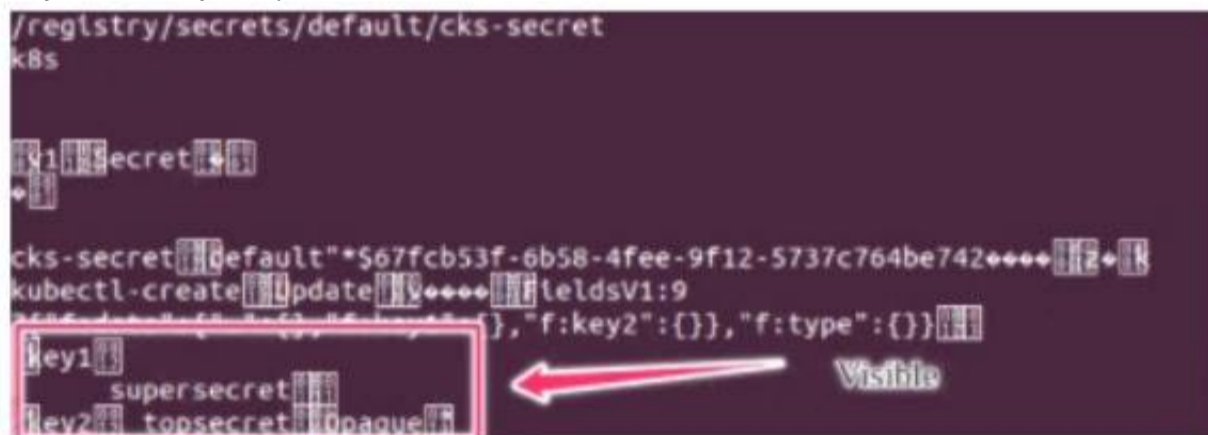 /registry/secrets/default/cks-secret
k8s
v1 Secret
cks-secret default"*$67fcb53f-6b58-4fee-9f12-5737c764be742 z k
kubectl-create Update v FieldsV1:9
{},"f:key2":{}},"f:type":{}}
key1
supersecret
Visible
key2 topsecret Opaque